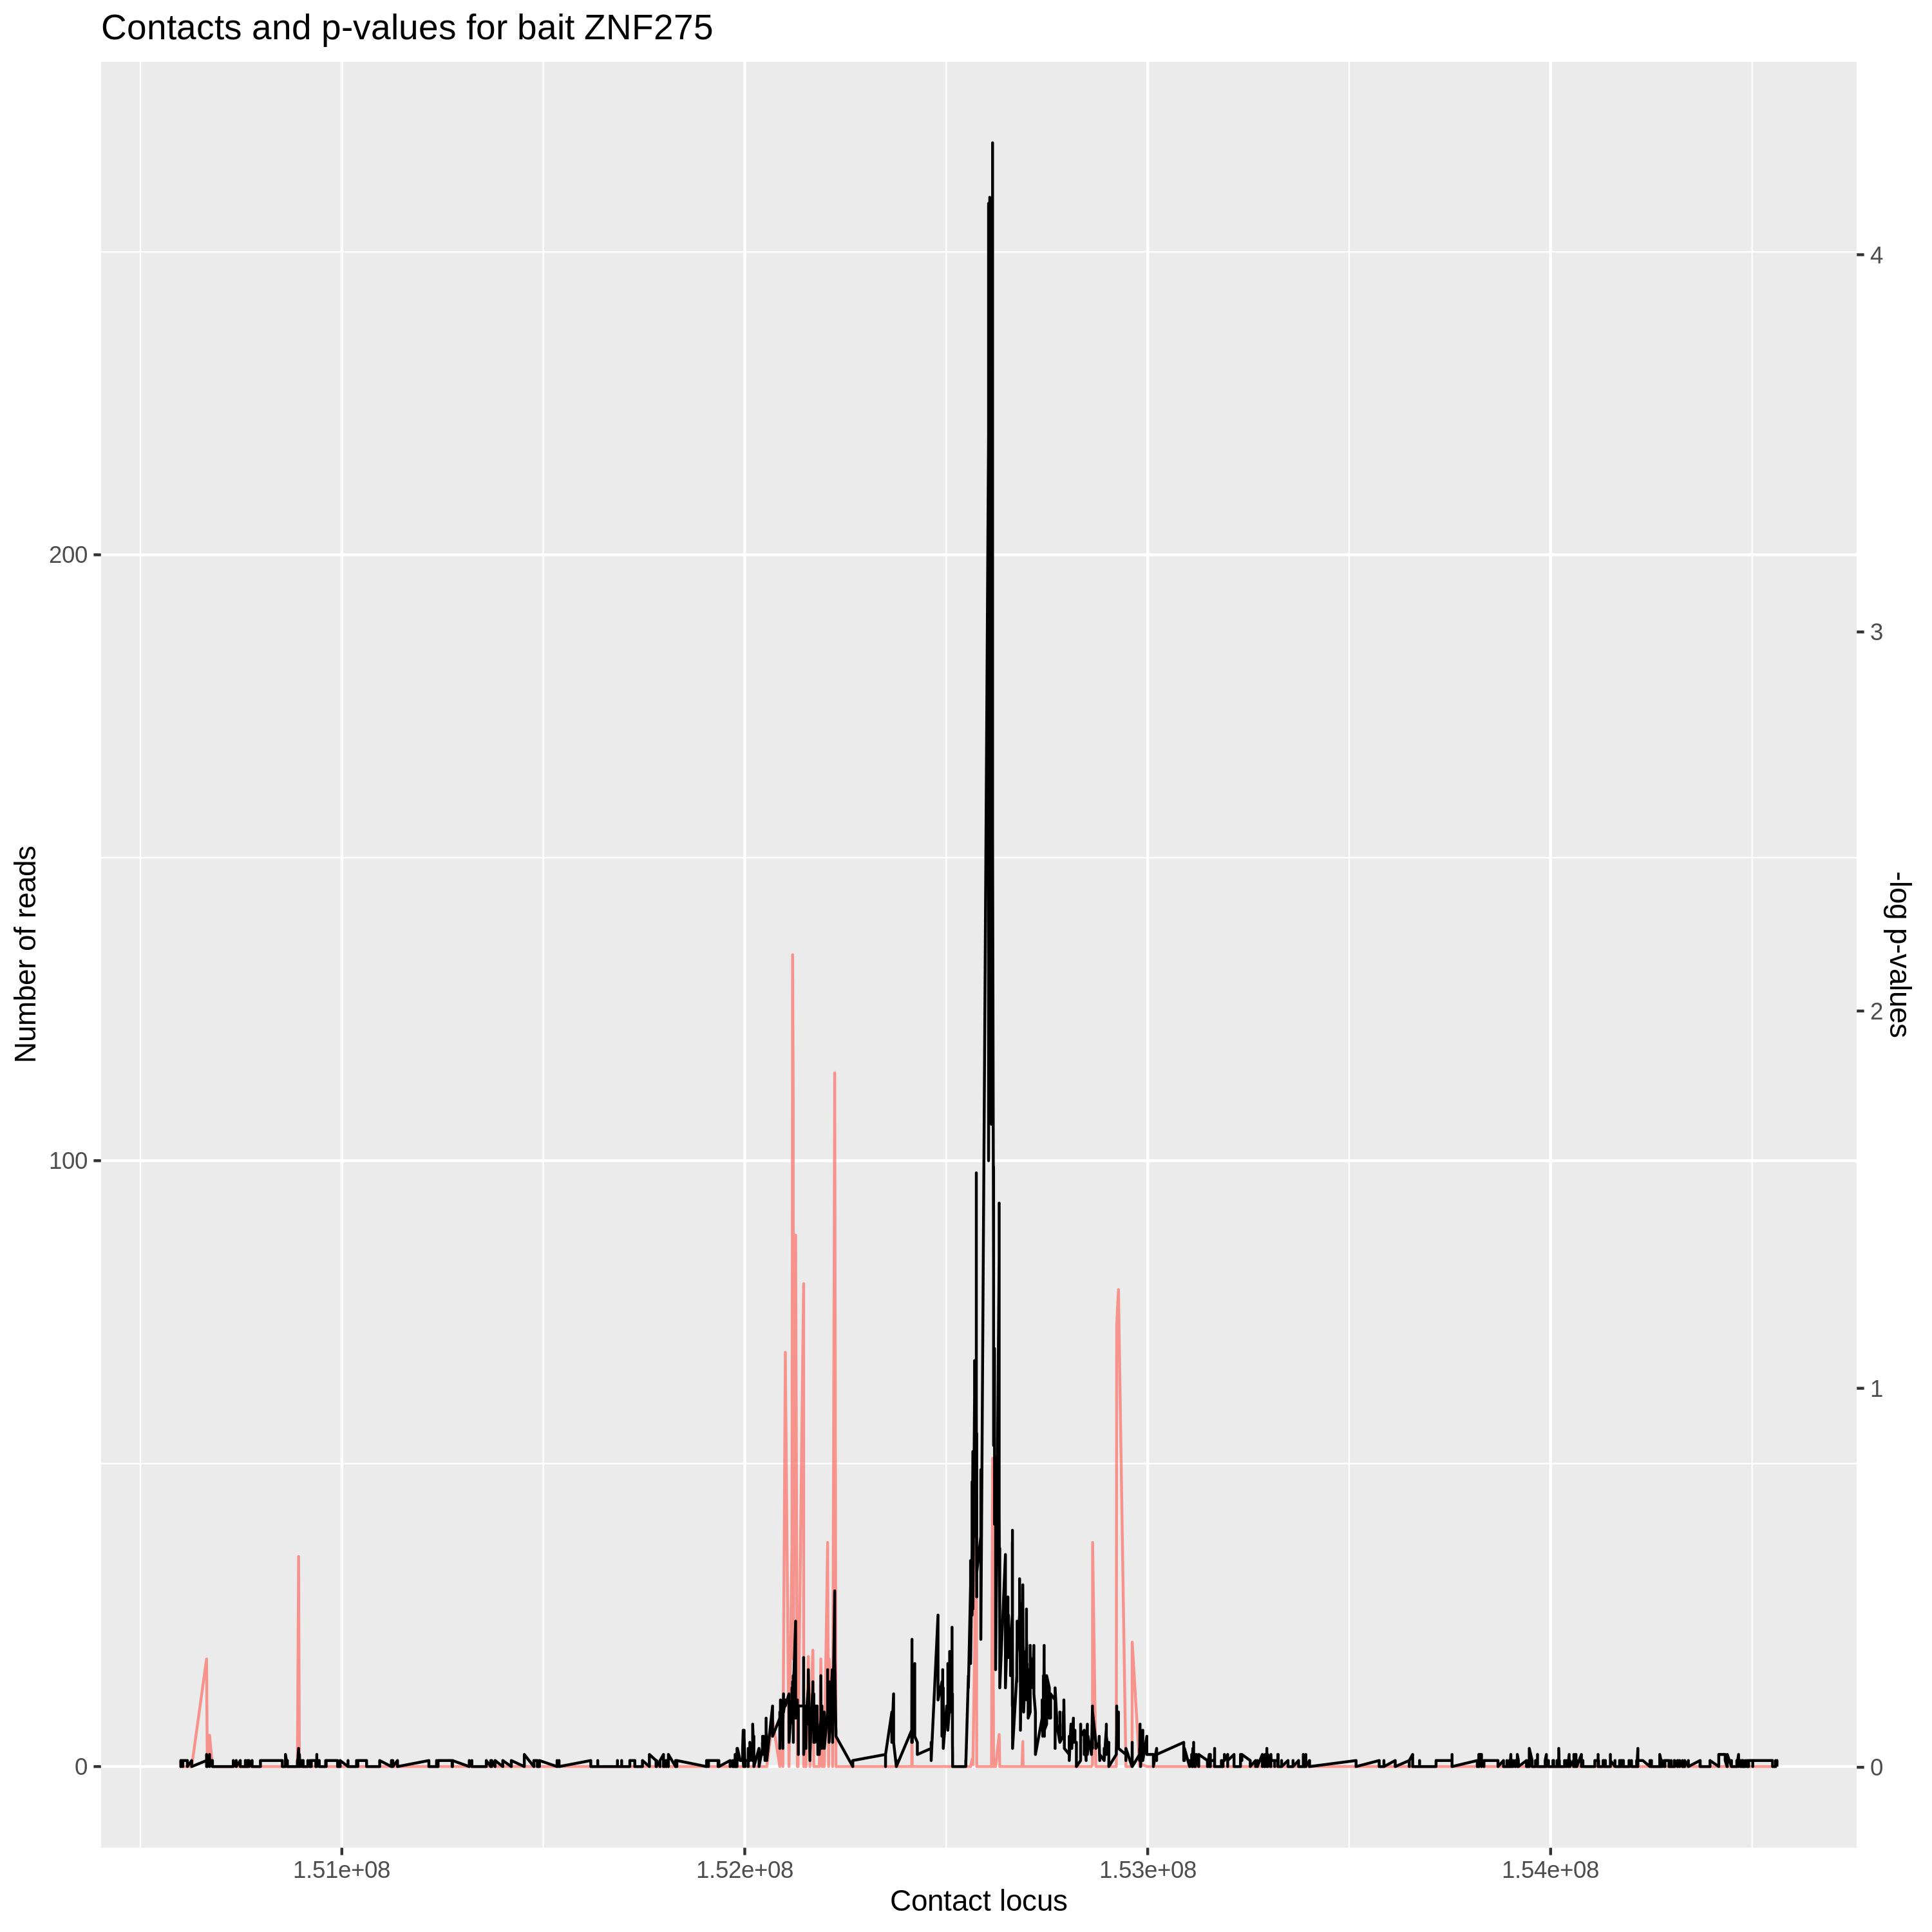 Contacts and p-values for bait ZNF275
Number of reads
200
100
0
4
3
2
1
0
-log p-values
1.51e+08
1.52e+08
1.53e+08
1.54e+08
Contact locus